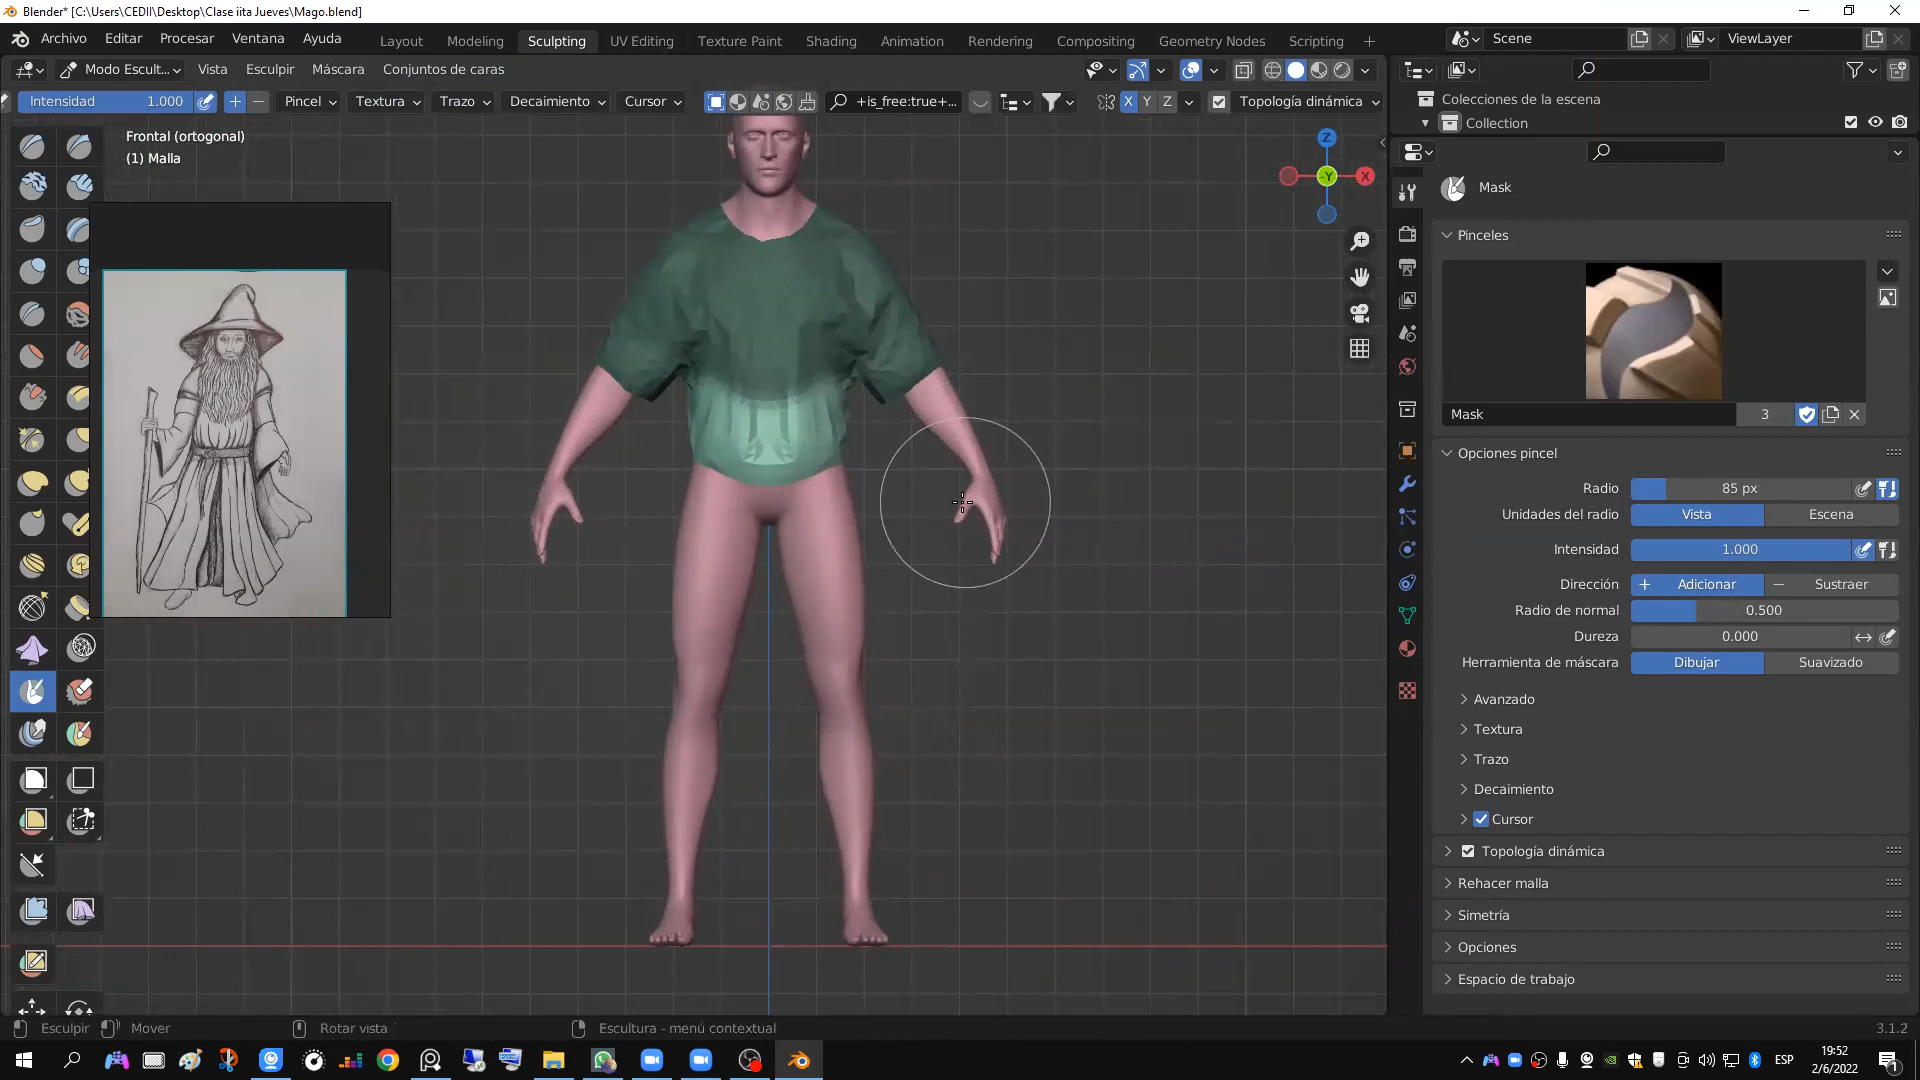 Blender* [C:\Users\CEDII\Desktop\Clase iita Jueves\Mago.blend]
Archivo Editar Procesar Ventana Ayuda Layout Modeling Sculpting UV Editing Texture Paint Shading Animation Rendering Compositing Geometry Nodes Scripting + Scene ViewLayer
Modo Escult... Vista Esculpir Máscara Conjuntos de caras
Intensidad 1.000 Pincel Textura Trazo Decaimiento Cursor +is_free:true+... X Y Z Topología dinámica
Frontal (ortogonal)
(1) Malla
Z
-Y
X
Colecciones de la escena
Collection
Mask
Pinceles
Mask 3
Opciones pincel
Radio 85 px
Unidades del radio Vista Escena
Intensidad 1.000
Dirección + Adicionar − Sustraer
Radio de normal 0.500
Dureza 0.000
Herramienta de máscara Dibujar Suavizado
Avanzado
Textura
Trazo
Decaimiento
Cursor
Topología dinámica
Rehacer malla
Simetría
Opciones
Espacio de trabajo
Esculpir Mover Rotar vista Escultura - menú contextual 3.1.2
ESP 19:52
2/6/2022 1